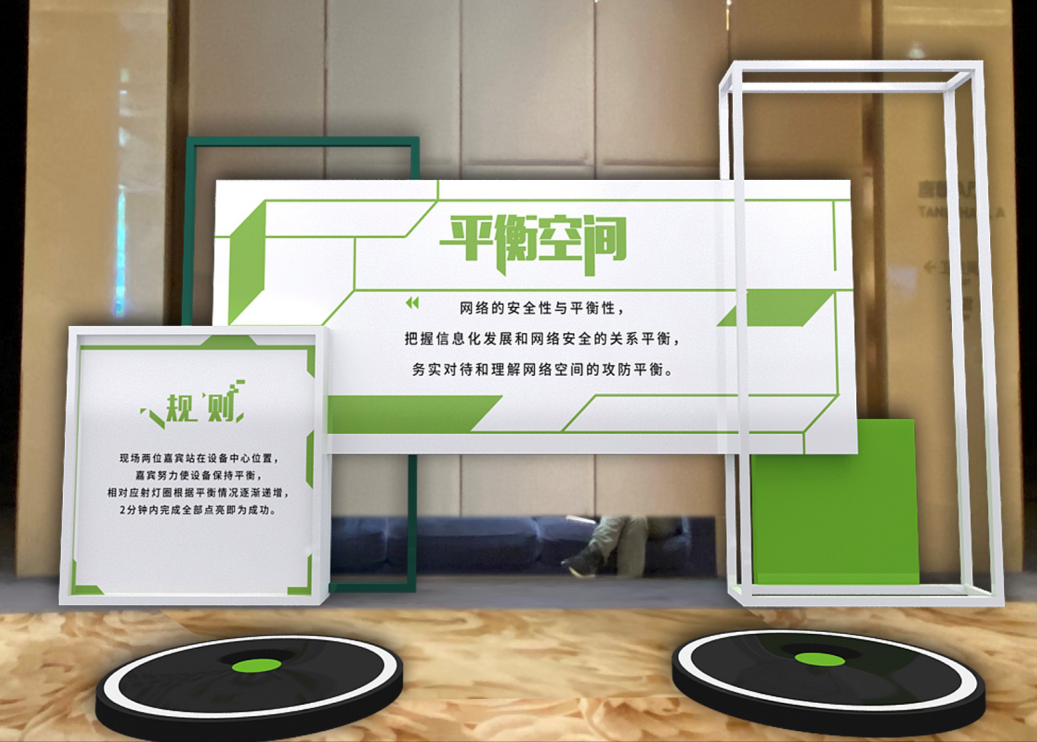 平衡空间
网络的安全性与平衡性，
把握信息化发展和网络安全的关系平衡，
务实对待和理解网络空间的攻防平衡。
规则
现场两位嘉宾站在设备中心位置，
嘉宾努力使设备保持平衡，
相对应射灯圈根据平衡情况逐渐递增，
2分钟内完成全部点亮即为成功。